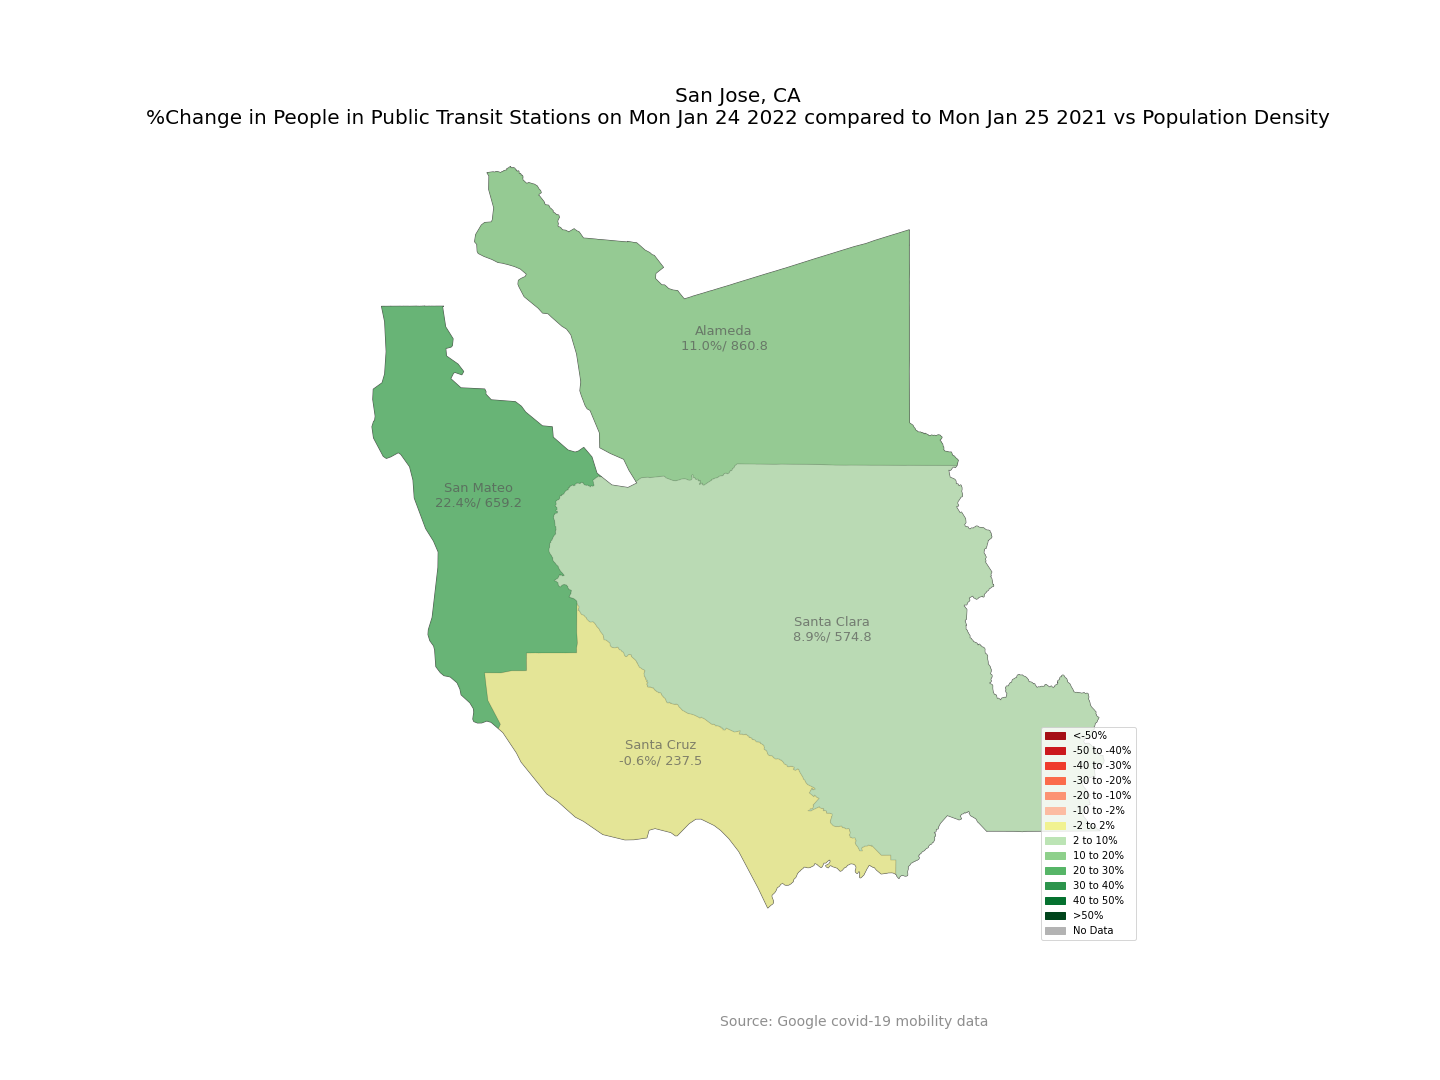 San Jose, CA
%Change in People in Public Transit Stations on Mon Jan 24 2022 compared to Mon Jan 25 2021 vs Population Density
Alameda
11.0%/ 860.8
San Mateo
22.4%/ 659.2
Santa Clara
8.9%/ 574.8
Santa Cruz
-0.6%/ 237.5
<-50%
-50 to -40%
-40 to -30%
-30 to -20%
-20 to -10%
-10 to -2%
-2 to 2%
2 to 10%
10 to 20%
20 to 30%
30 to 40%
40 to 50%
>50%
No Data
Source: Google covid-19 mobility data